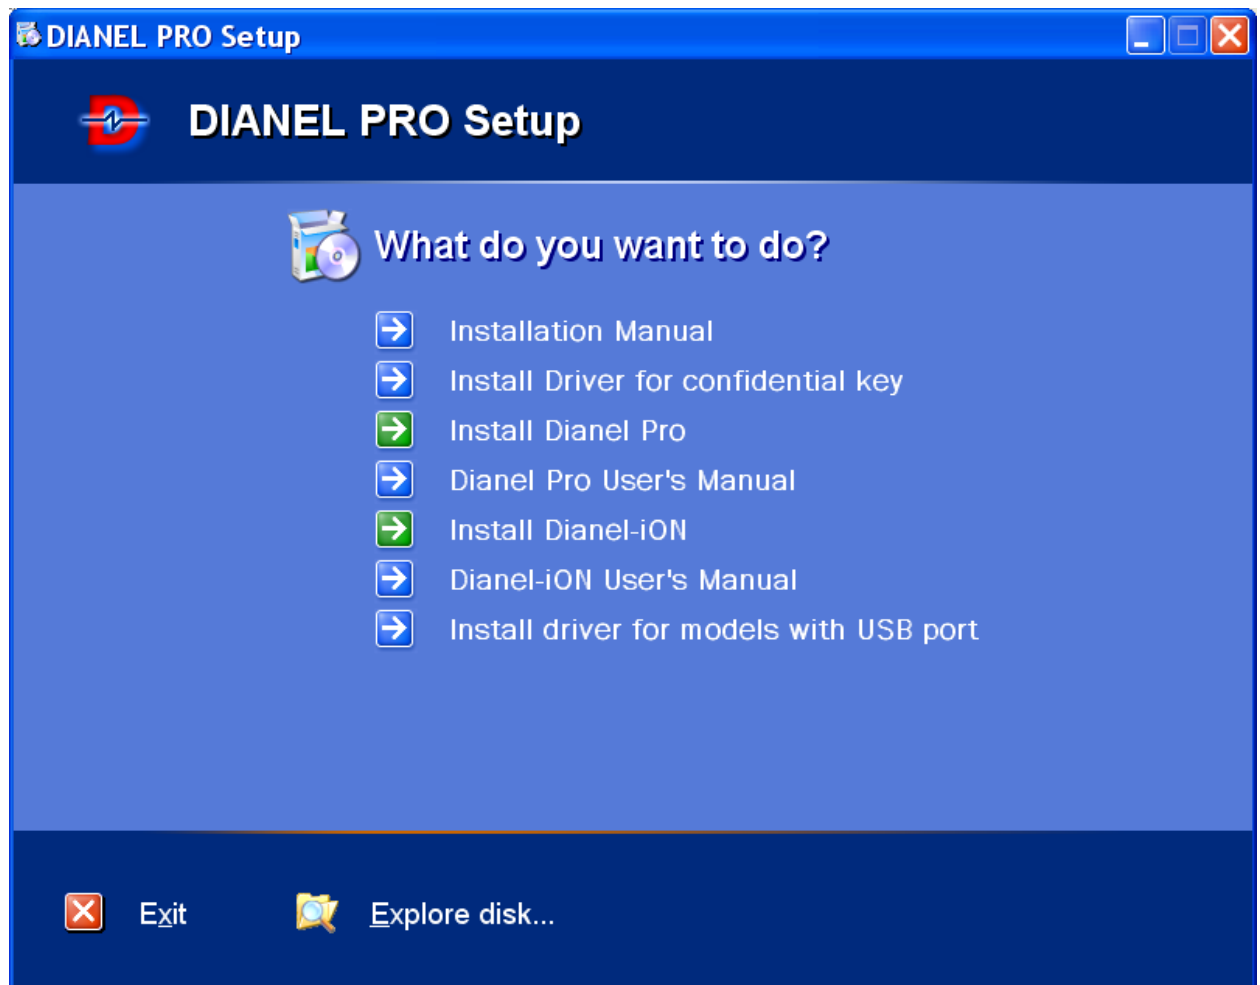 DIANEL PRO Setup
DIANEL PRO Setup
What do you want to do?
Installation Manual
Install Driver for confidential key
Install Dianel Pro
Dianel Pro User's Manual
Install Dianel-iON
Dianel-iON User's Manual
Install driver for models with USB port
Exit
Explore disk...